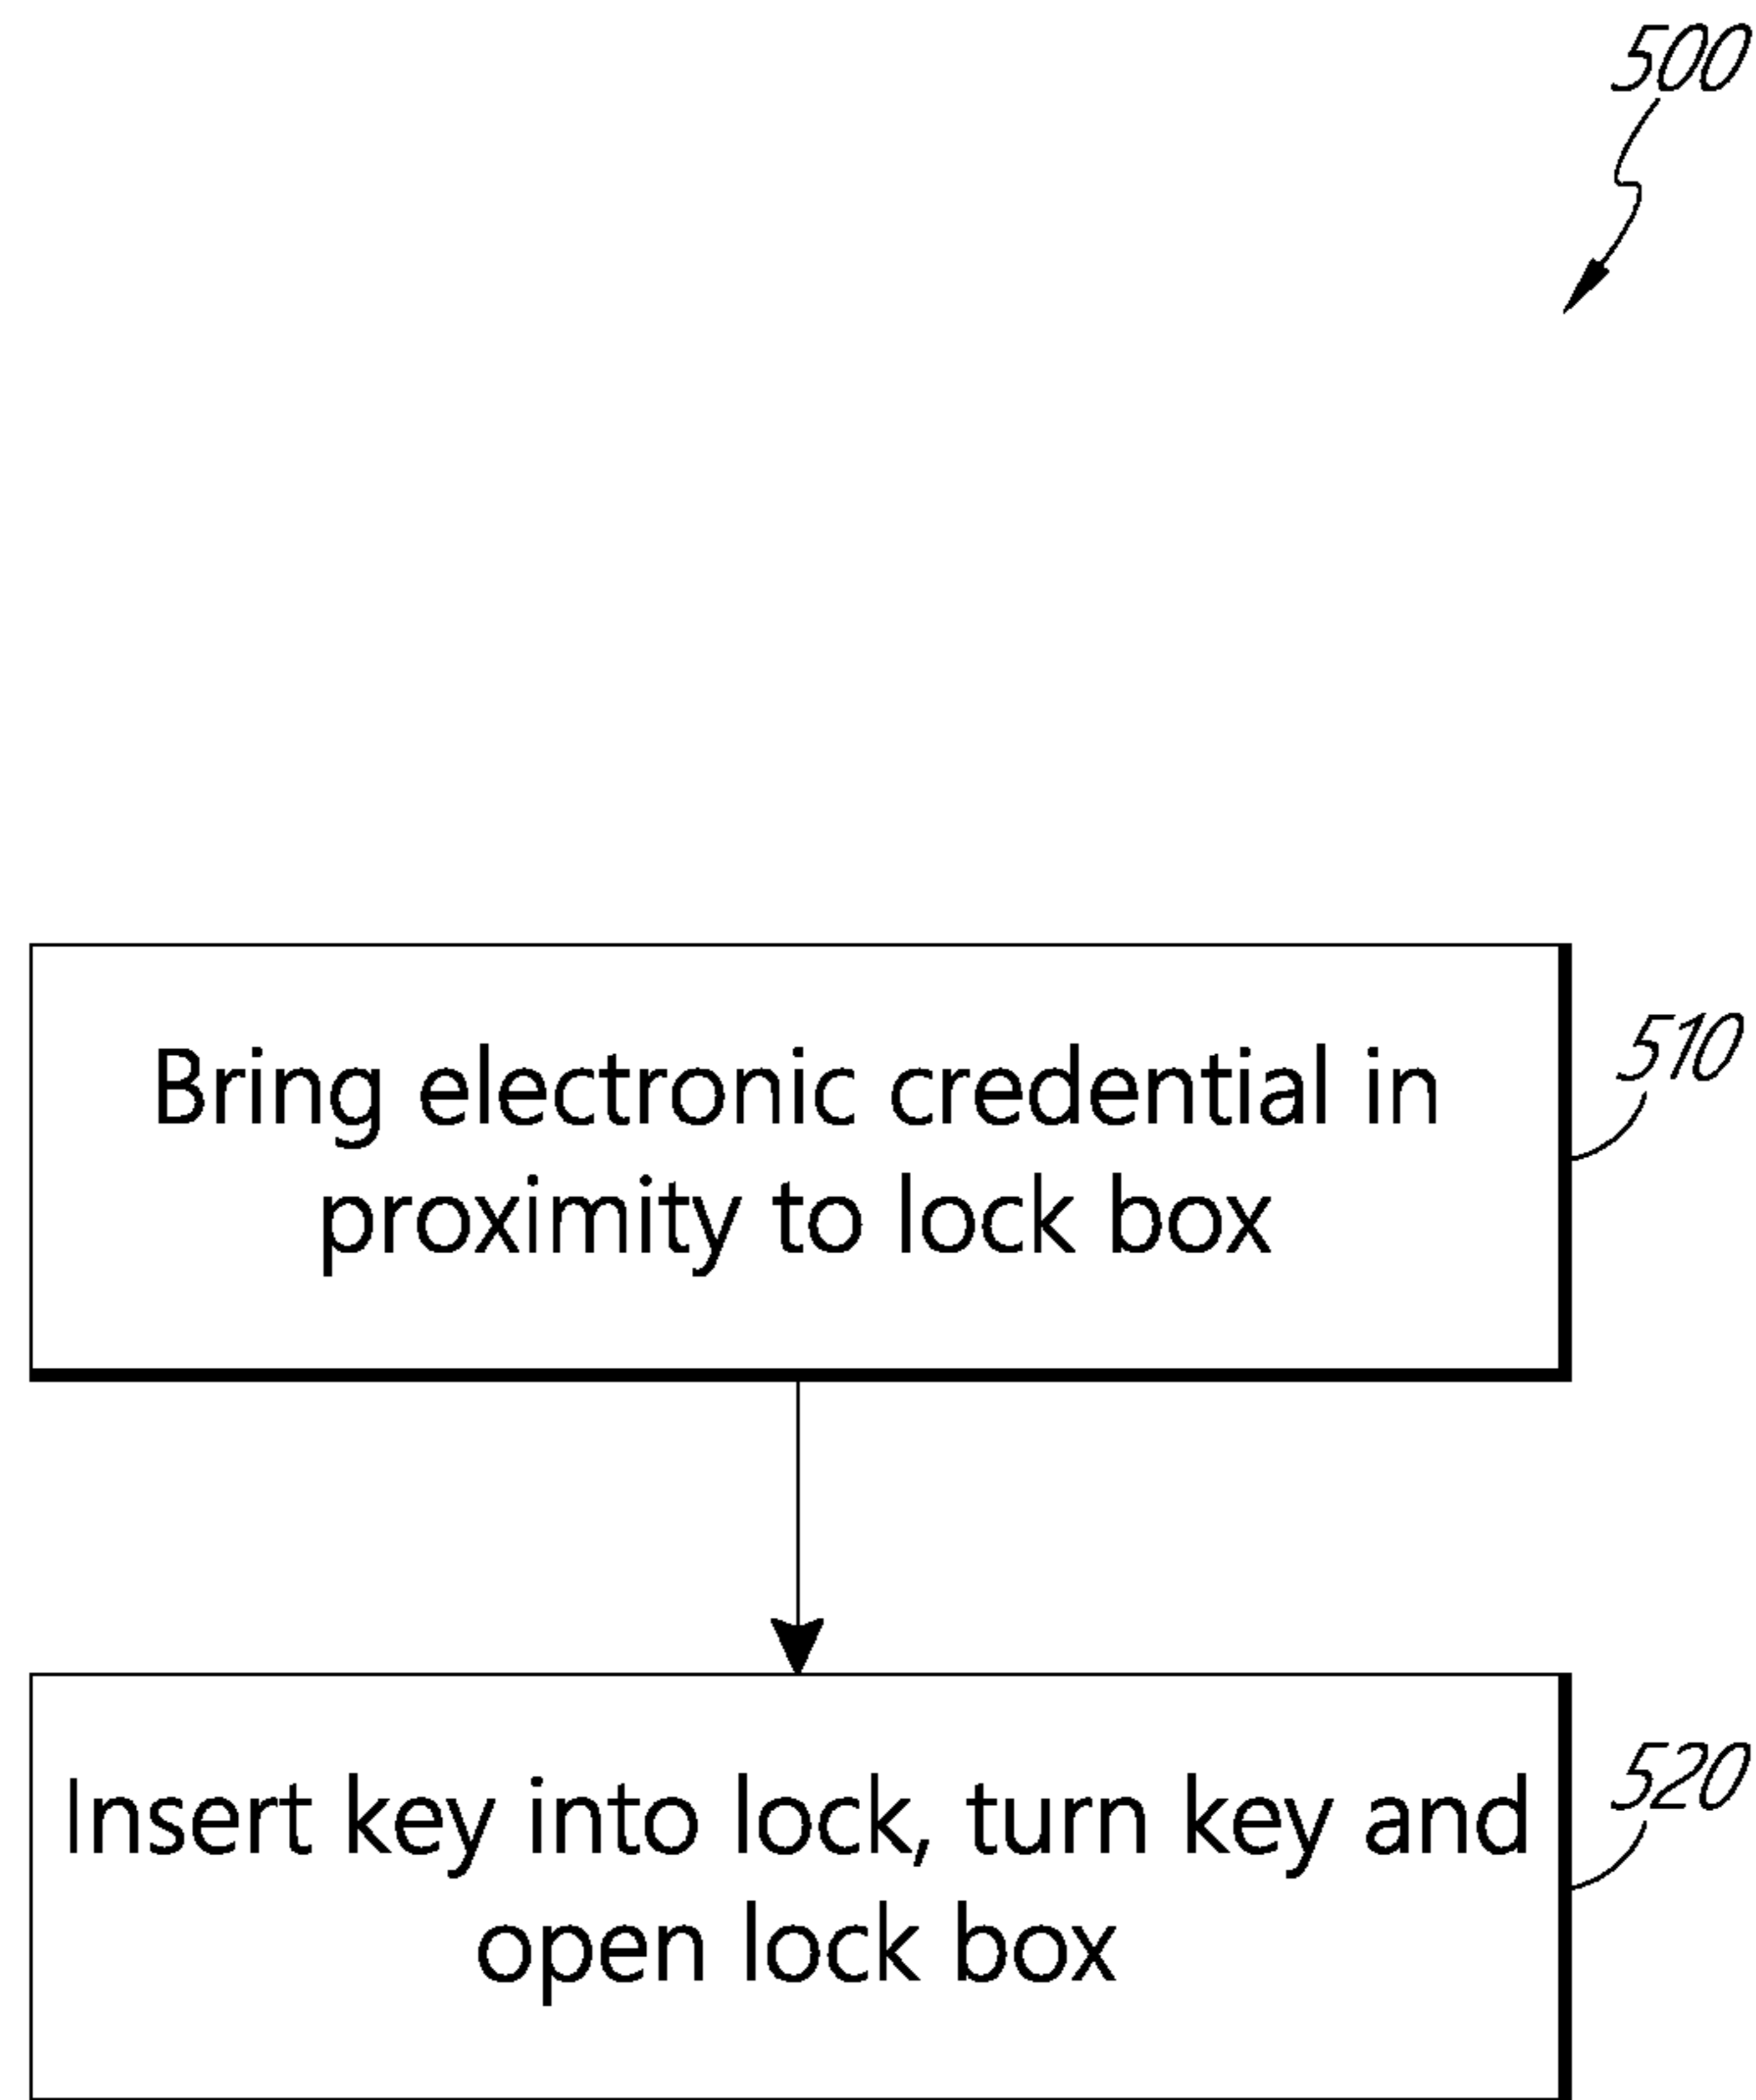 500
Bring electronic credential in
proximity to lock box
510
Insert key into lock, turn key and
open lock box
520